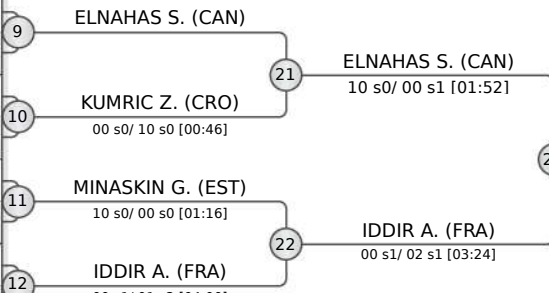 9
ELNAHAS S. (CAN)
21
ELNAHAS S. (CAN)
10 s0/ 00 s1 [01:52]
10
KUMRIC Z. (CRO)
00 s0/ 10 s0 [00:46]
11
MINASKIN G. (EST)
10 s0/ 00 s0 [01:16]
22
IDDIR A. (FRA)
00 s1/ 02 s1 [03:24]
12
IDDIR A. (FRA)